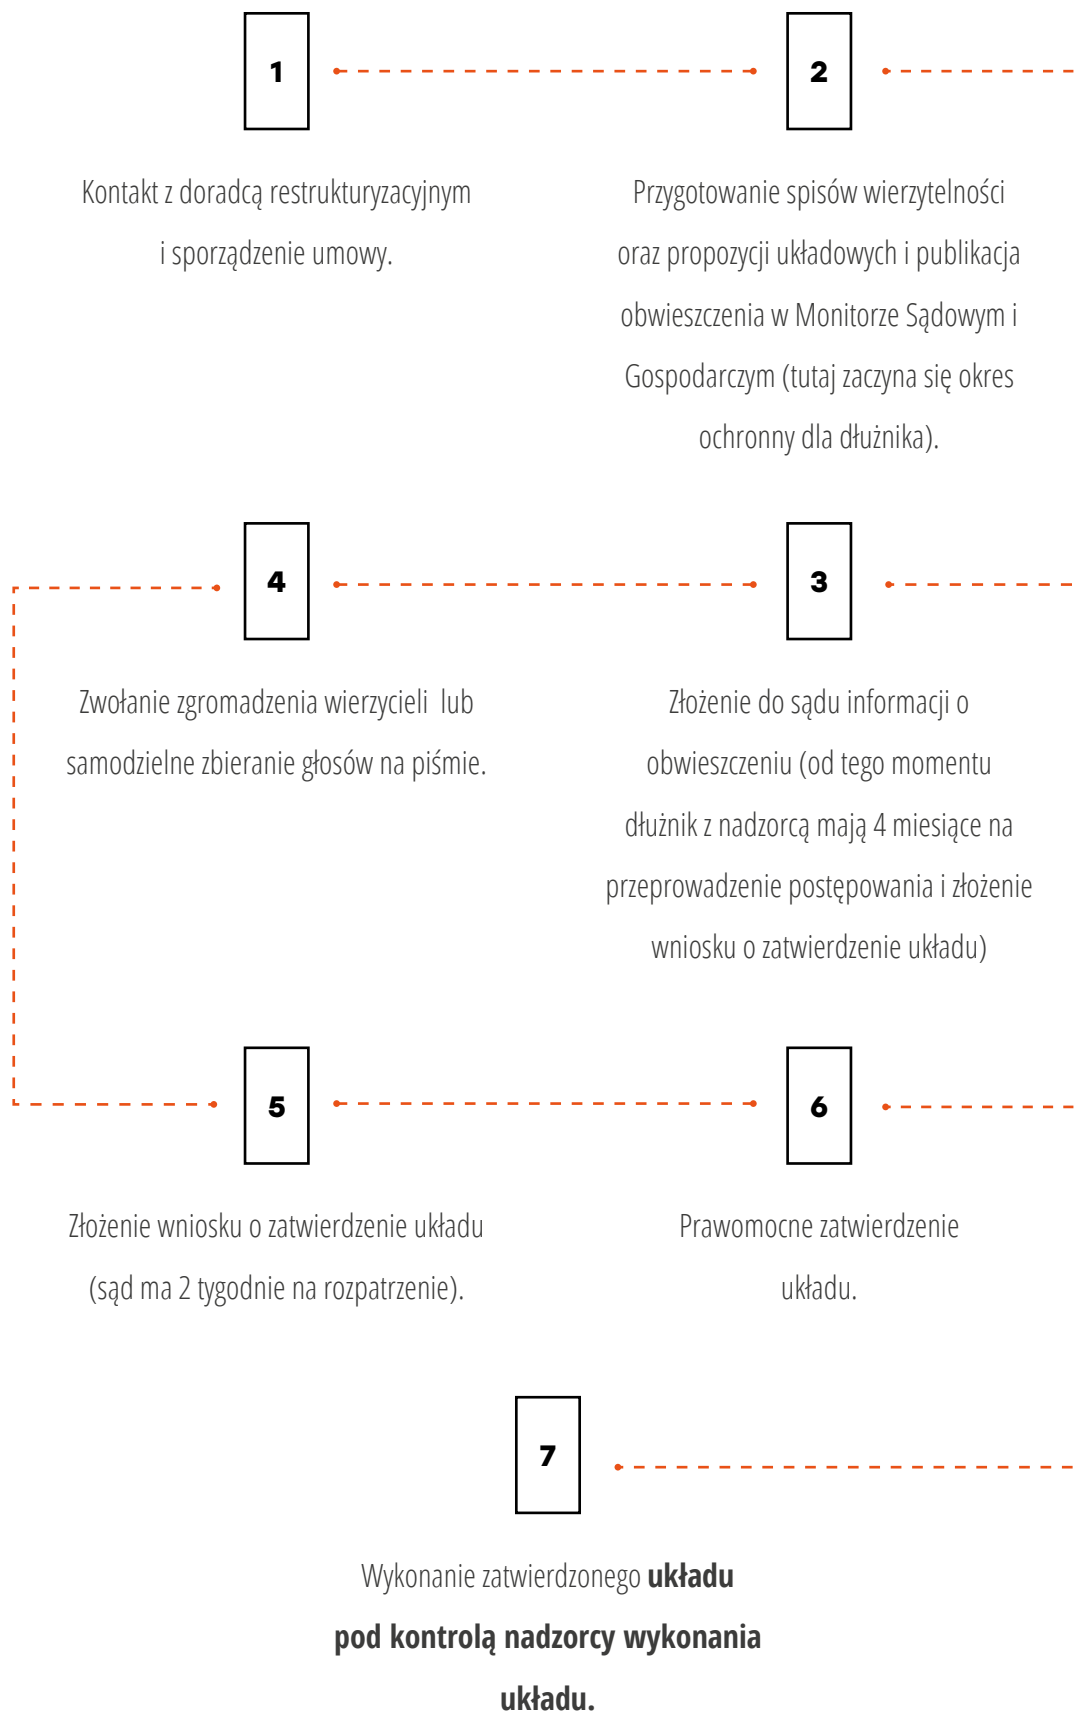 1
Kontakt z doradcą restrukturyzacyjnym
i sporządzenie umowy.
2
Przygotowanie spisów wierzytelności
oraz propozycji układowych i publikacja
obwieszczenia w Monitorze Sądowym i
Gospodarczym (tutaj zaczyna się okres
ochronny dla dłużnika).
3
Złożenie do sądu informacji o
obwieszczeniu (od tego momentu
dłużnik z nadzorcą mają 4 miesiące na
przeprowadzenie postępowania i złożenie
wniosku o zatwierdzenie układu)
4
Zwołanie zgromadzenia wierzycieli  lub
samodzielne zbieranie głosów na piśmie.
5
Złożenie wniosku o zatwierdzenie układu
(sąd ma 2 tygodnie na rozpatrzenie).
6
Prawomocne zatwierdzenie
układu.
7
Wykonanie zatwierdzonego układu
pod kontrolą nadzorcy wykonania
układu.